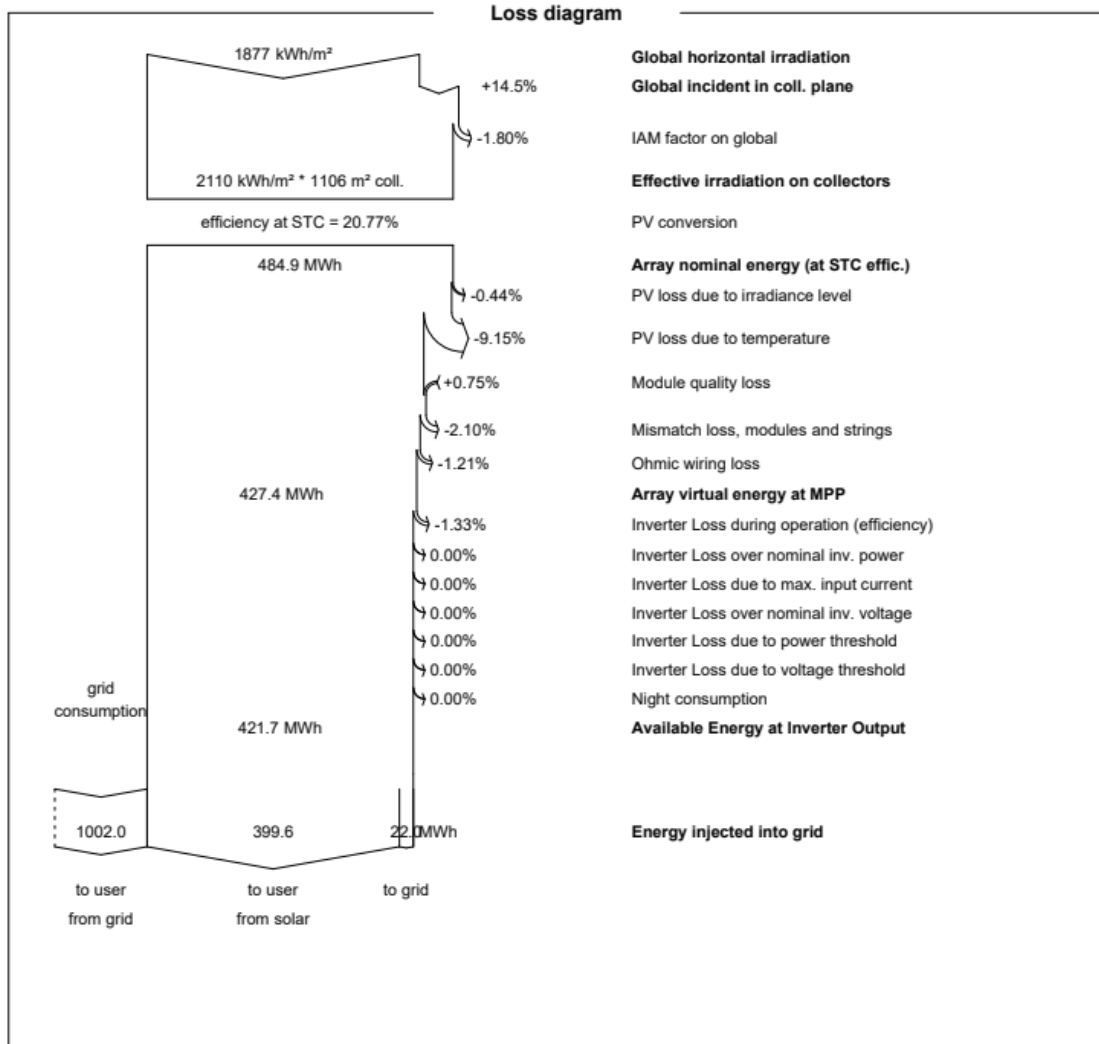 Loss diagram
1877 kWh/m²
Global horizontal irradiation
+14.5%
Global incident in coll. plane
-1.80%
IAM factor on global
2110 kWh/m² * 1106 m² coll.
Effective irradiation on collectors
efficiency at STC = 20.77%
PV conversion
484.9 MWh
Array nominal energy (at STC effic.)
-0.44%
PV loss due to irradiance level
-9.15%
PV loss due to temperature
+0.75%
Module quality loss
-2.10%
Mismatch loss, modules and strings
-1.21%
Ohmic wiring loss
427.4 MWh
Array virtual energy at MPP
-1.33%
Inverter Loss during operation (efficiency)
0.00%
Inverter Loss over nominal inv. power
0.00%
Inverter Loss due to max. input current
0.00%
Inverter Loss over nominal inv. voltage
0.00%
Inverter Loss due to power threshold
0.00%
Inverter Loss due to voltage threshold
grid
consumption
0.00%
Night consumption
421.7 MWh
Available Energy at Inverter Output
1002.0
399.6
22.0MWh
Energy injected into grid
to user
from grid
to user
from solar
to grid